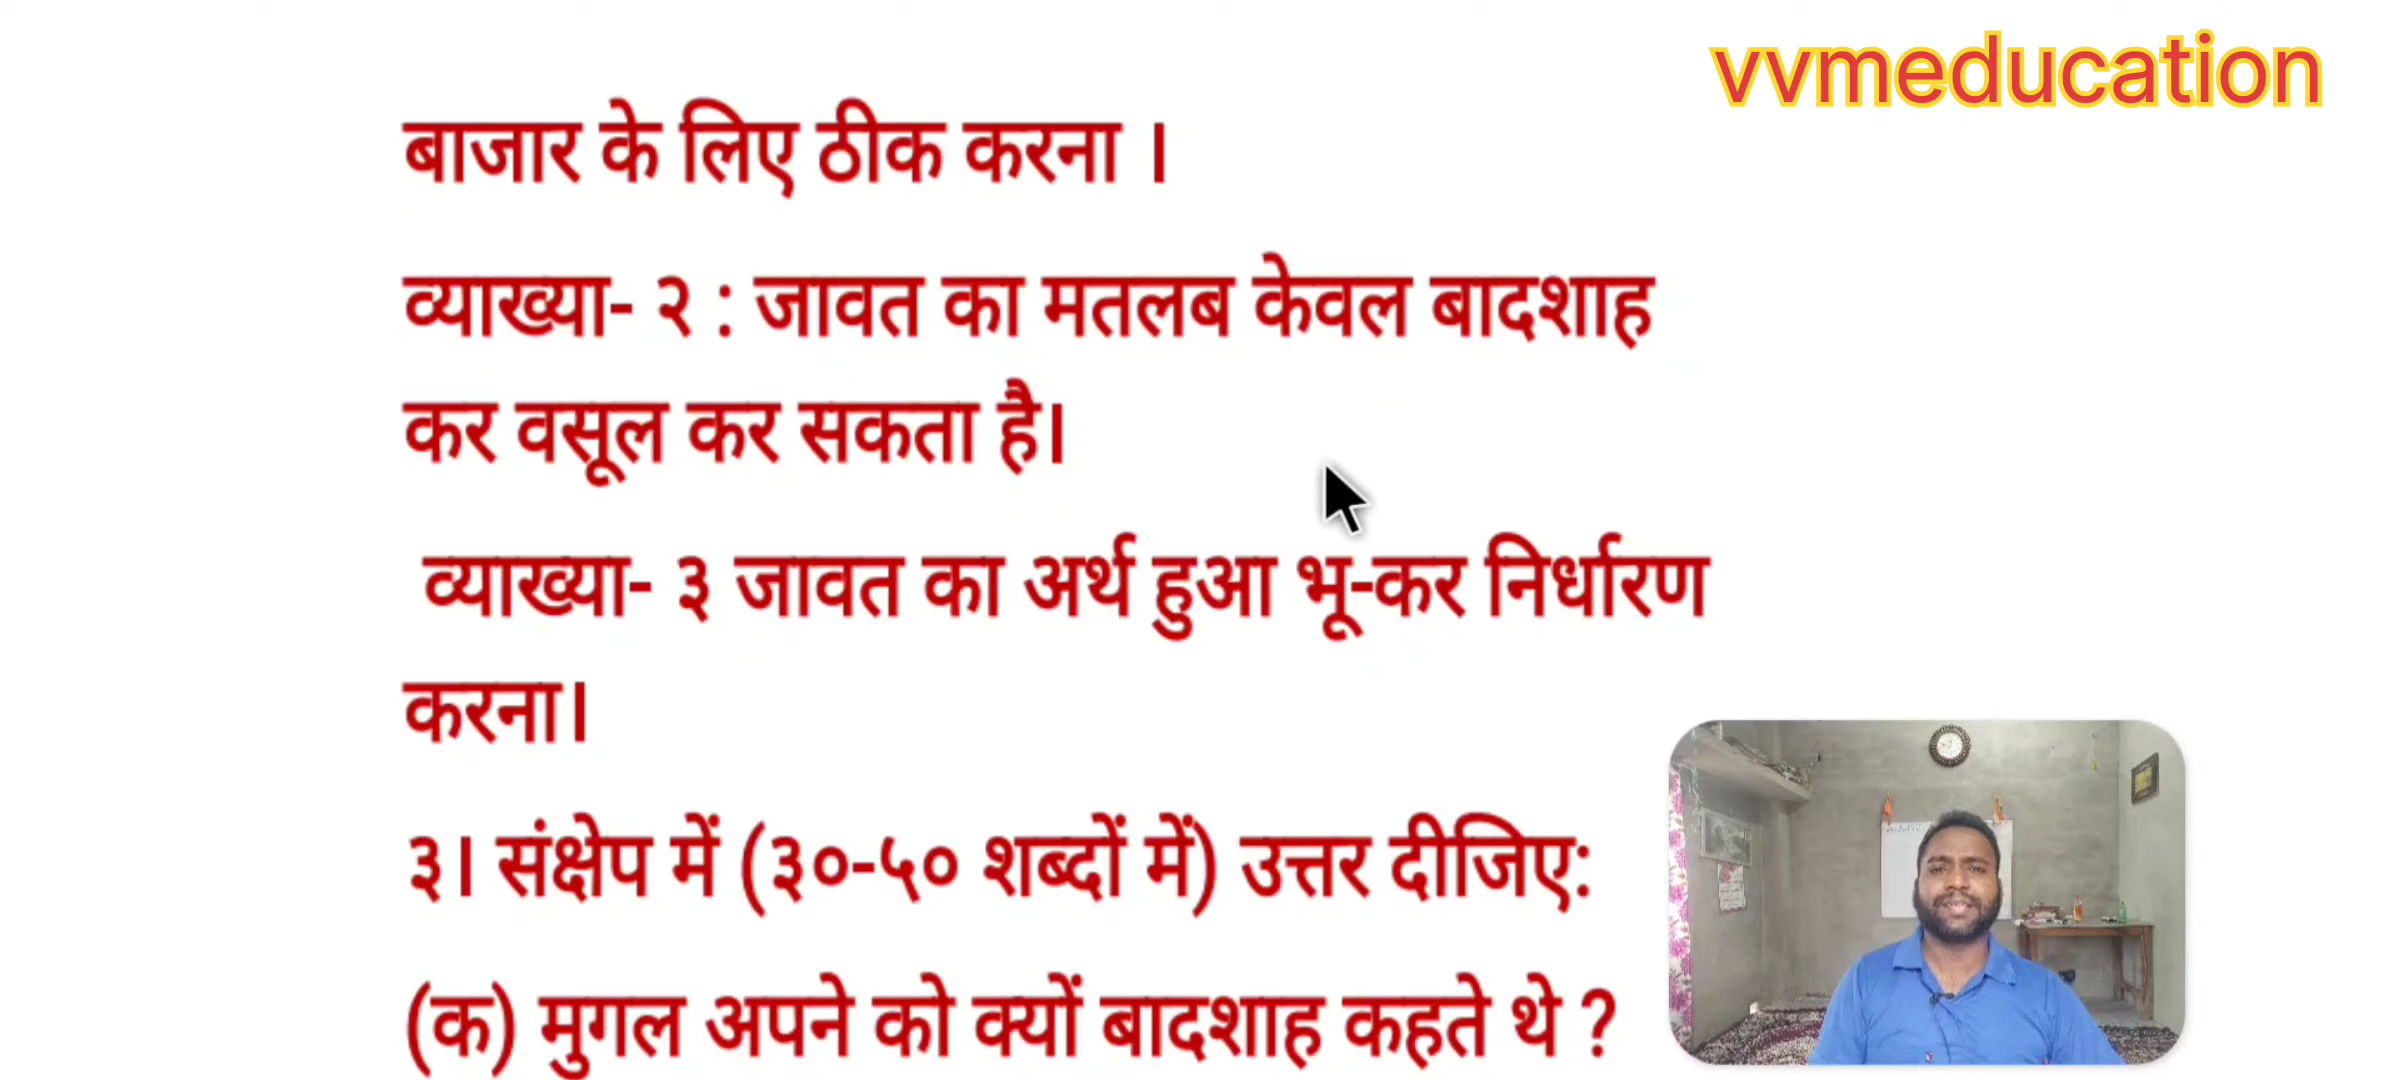 vvmeducation
बाजार के लिए ठीक करना ।
व्याख्या- २ : जावत का मतलब केवल बादशाह
कर वसूल कर सकता है।
व्याख्या- ३ जावत का अर्थ हुआ भू-कर निर्धारण
करना।
३। संक्षेप में (३०-५० शब्दों में) उत्तर दीजिए:
(क) मुगल अपने को क्यों बादशाह कहते थे ?